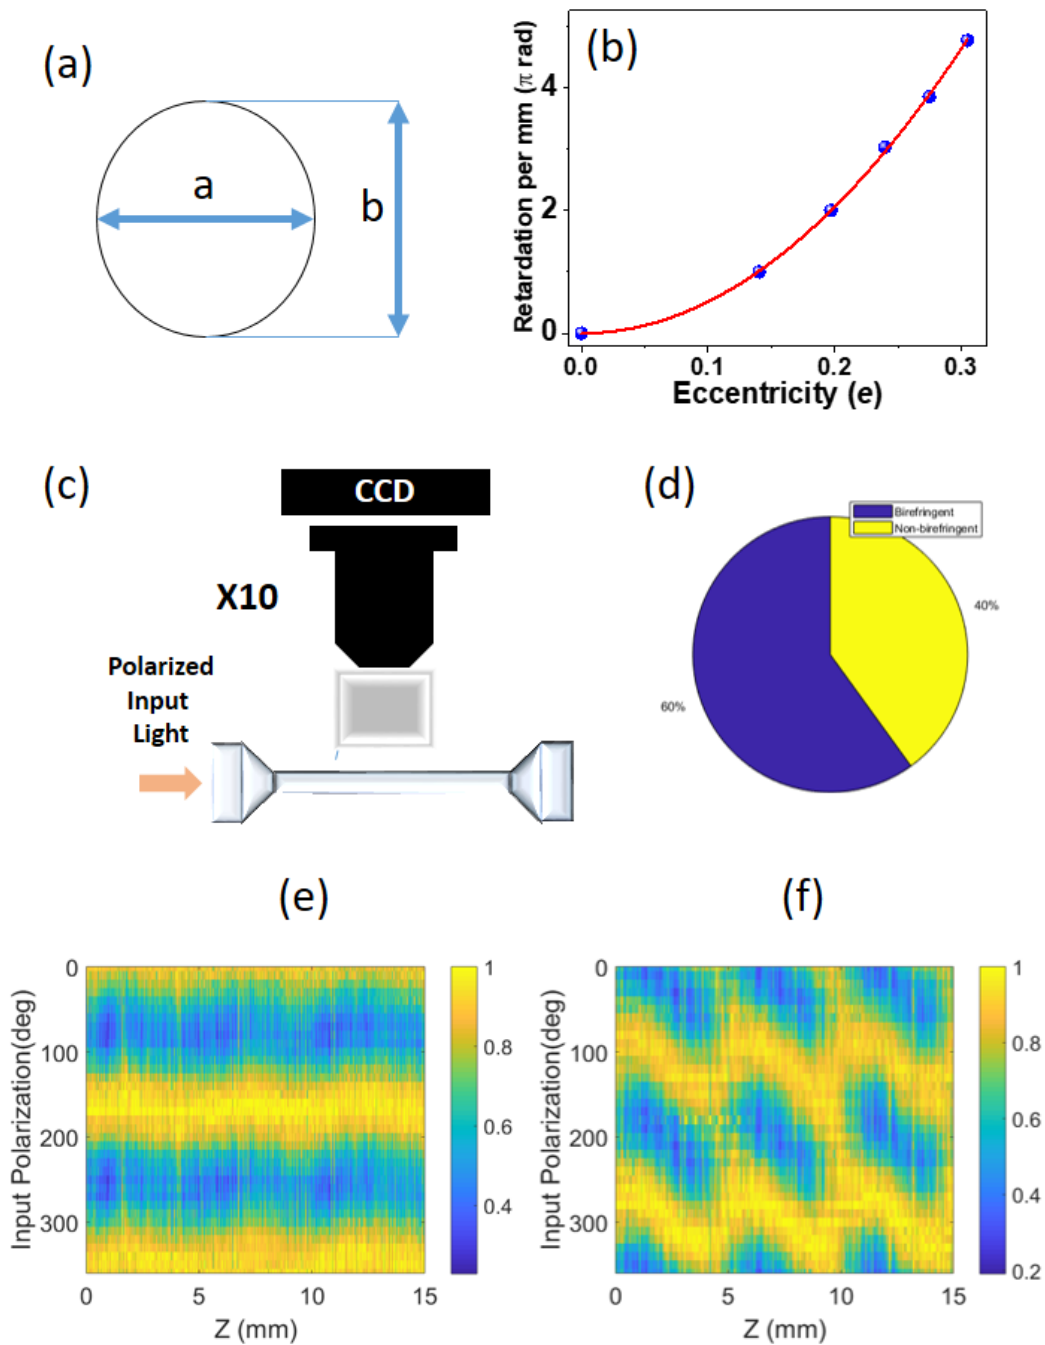 (a)
a
b
(b)
Retardation per mm (π rad)
4
2
0
0.0
0.1
0.2
0.3
Eccentricity (e)
(c)
CCD
X10
Polarized
Input
Light
(d)
Birefringent
Non-birefringent
40%
60%
(e)
Input Polarization(deg)
0
100
200
300
0
5
10
15
Z (mm)
1
0.8
0.6
0.4
(f)
Input Polarization(deg)
0
100
200
300
0
5
10
15
Z (mm)
1
0.8
0.6
0.4
0.2